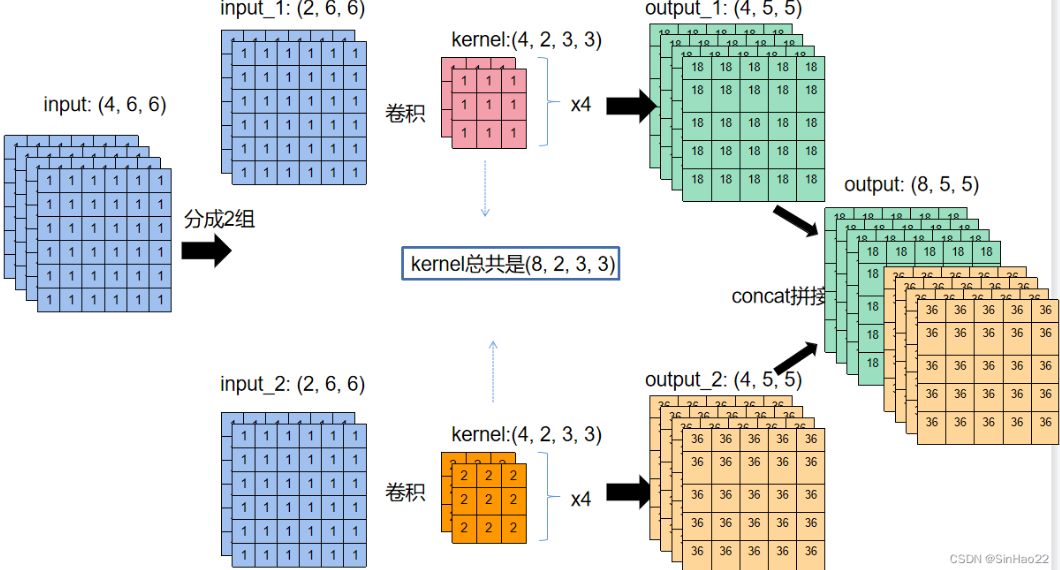 input: (4, 6, 6)
1 1 1 1 1 1
1 1 1 1 1 1
1 1 1 1 1 1
1 1 1 1 1 1
1 1 1 1 1 1
1 1 1 1 1 1
分成2组
input_1: (2, 6, 6)
1 1 1 1 1 1
1 1 1 1 1 1
1 1 1 1 1 1
1 1 1 1 1 1
1 1 1 1 1 1
1 1 1 1 1 1
卷积
kernel:(4, 2, 3, 3)
1 1 1
1 1 1
1 1 1
x4
output_1: (4, 5, 5)
18 18 18 18 18
18 18 18 18 18
18 18 18 18 18
18 18 18 18 18
18 18 18 18 18
kernel总共是(8, 2, 3, 3)
input_2: (2, 6, 6)
1 1 1 1 1 1
1 1 1 1 1 1
1 1 1 1 1 1
1 1 1 1 1 1
1 1 1 1 1 1
1 1 1 1 1 1
卷积
kernel:(4, 2, 3, 3)
2 2 2
2 2 2
2 2 2
x4
output_2: (4, 5, 5)
36 36 36 36 36
36 36 36 36 36
36 36 36 36 36
36 36 36 36 36
36 36 36 36 36
concat拼接
output: (8, 5, 5)
18 18 18 18 18
18
18
18
18
36 36 36 36 36
36 36 36 36 36
36 36 36 36 36
36 36 36 36 36
36 36 36 36 36
CSDN @SinHao22